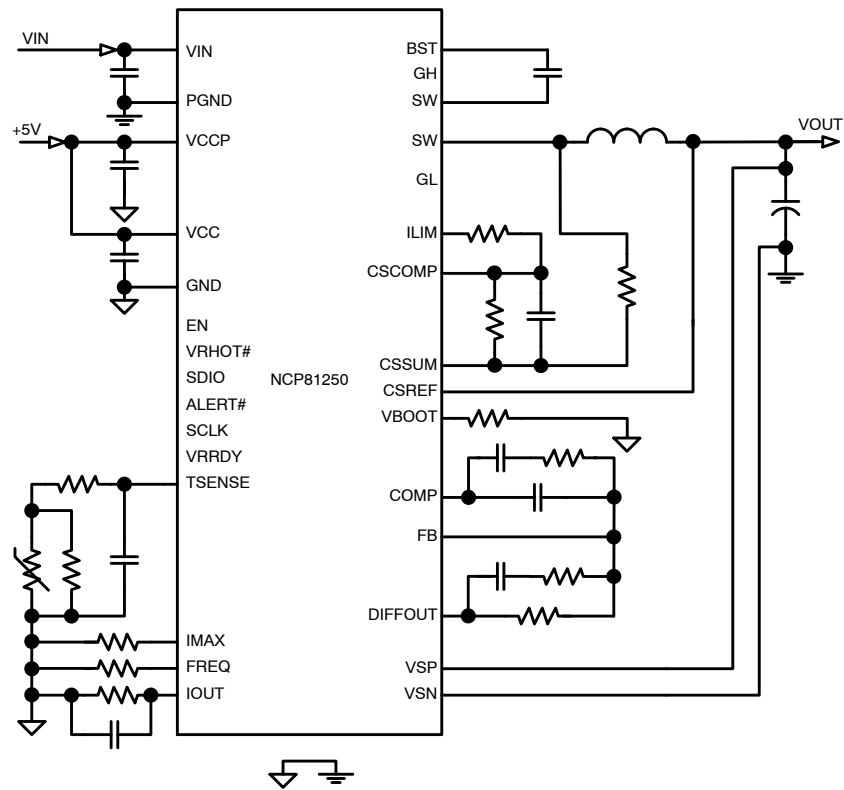 VIN
+5V
VIN
PGND
VCCP
VCC
GND
EN
VRHOT#
SDIO
ALERT#
SCLK
VRRDY
TSENSE
IMAX
FREQ
IOUT
NCP81250
BST
GH
SW
SW
GL
ILIM
CSCOMP
CSSUM
CSREF
VBOOT
COMP
FB
DIFFOUT
VSP
VSN
VOUT